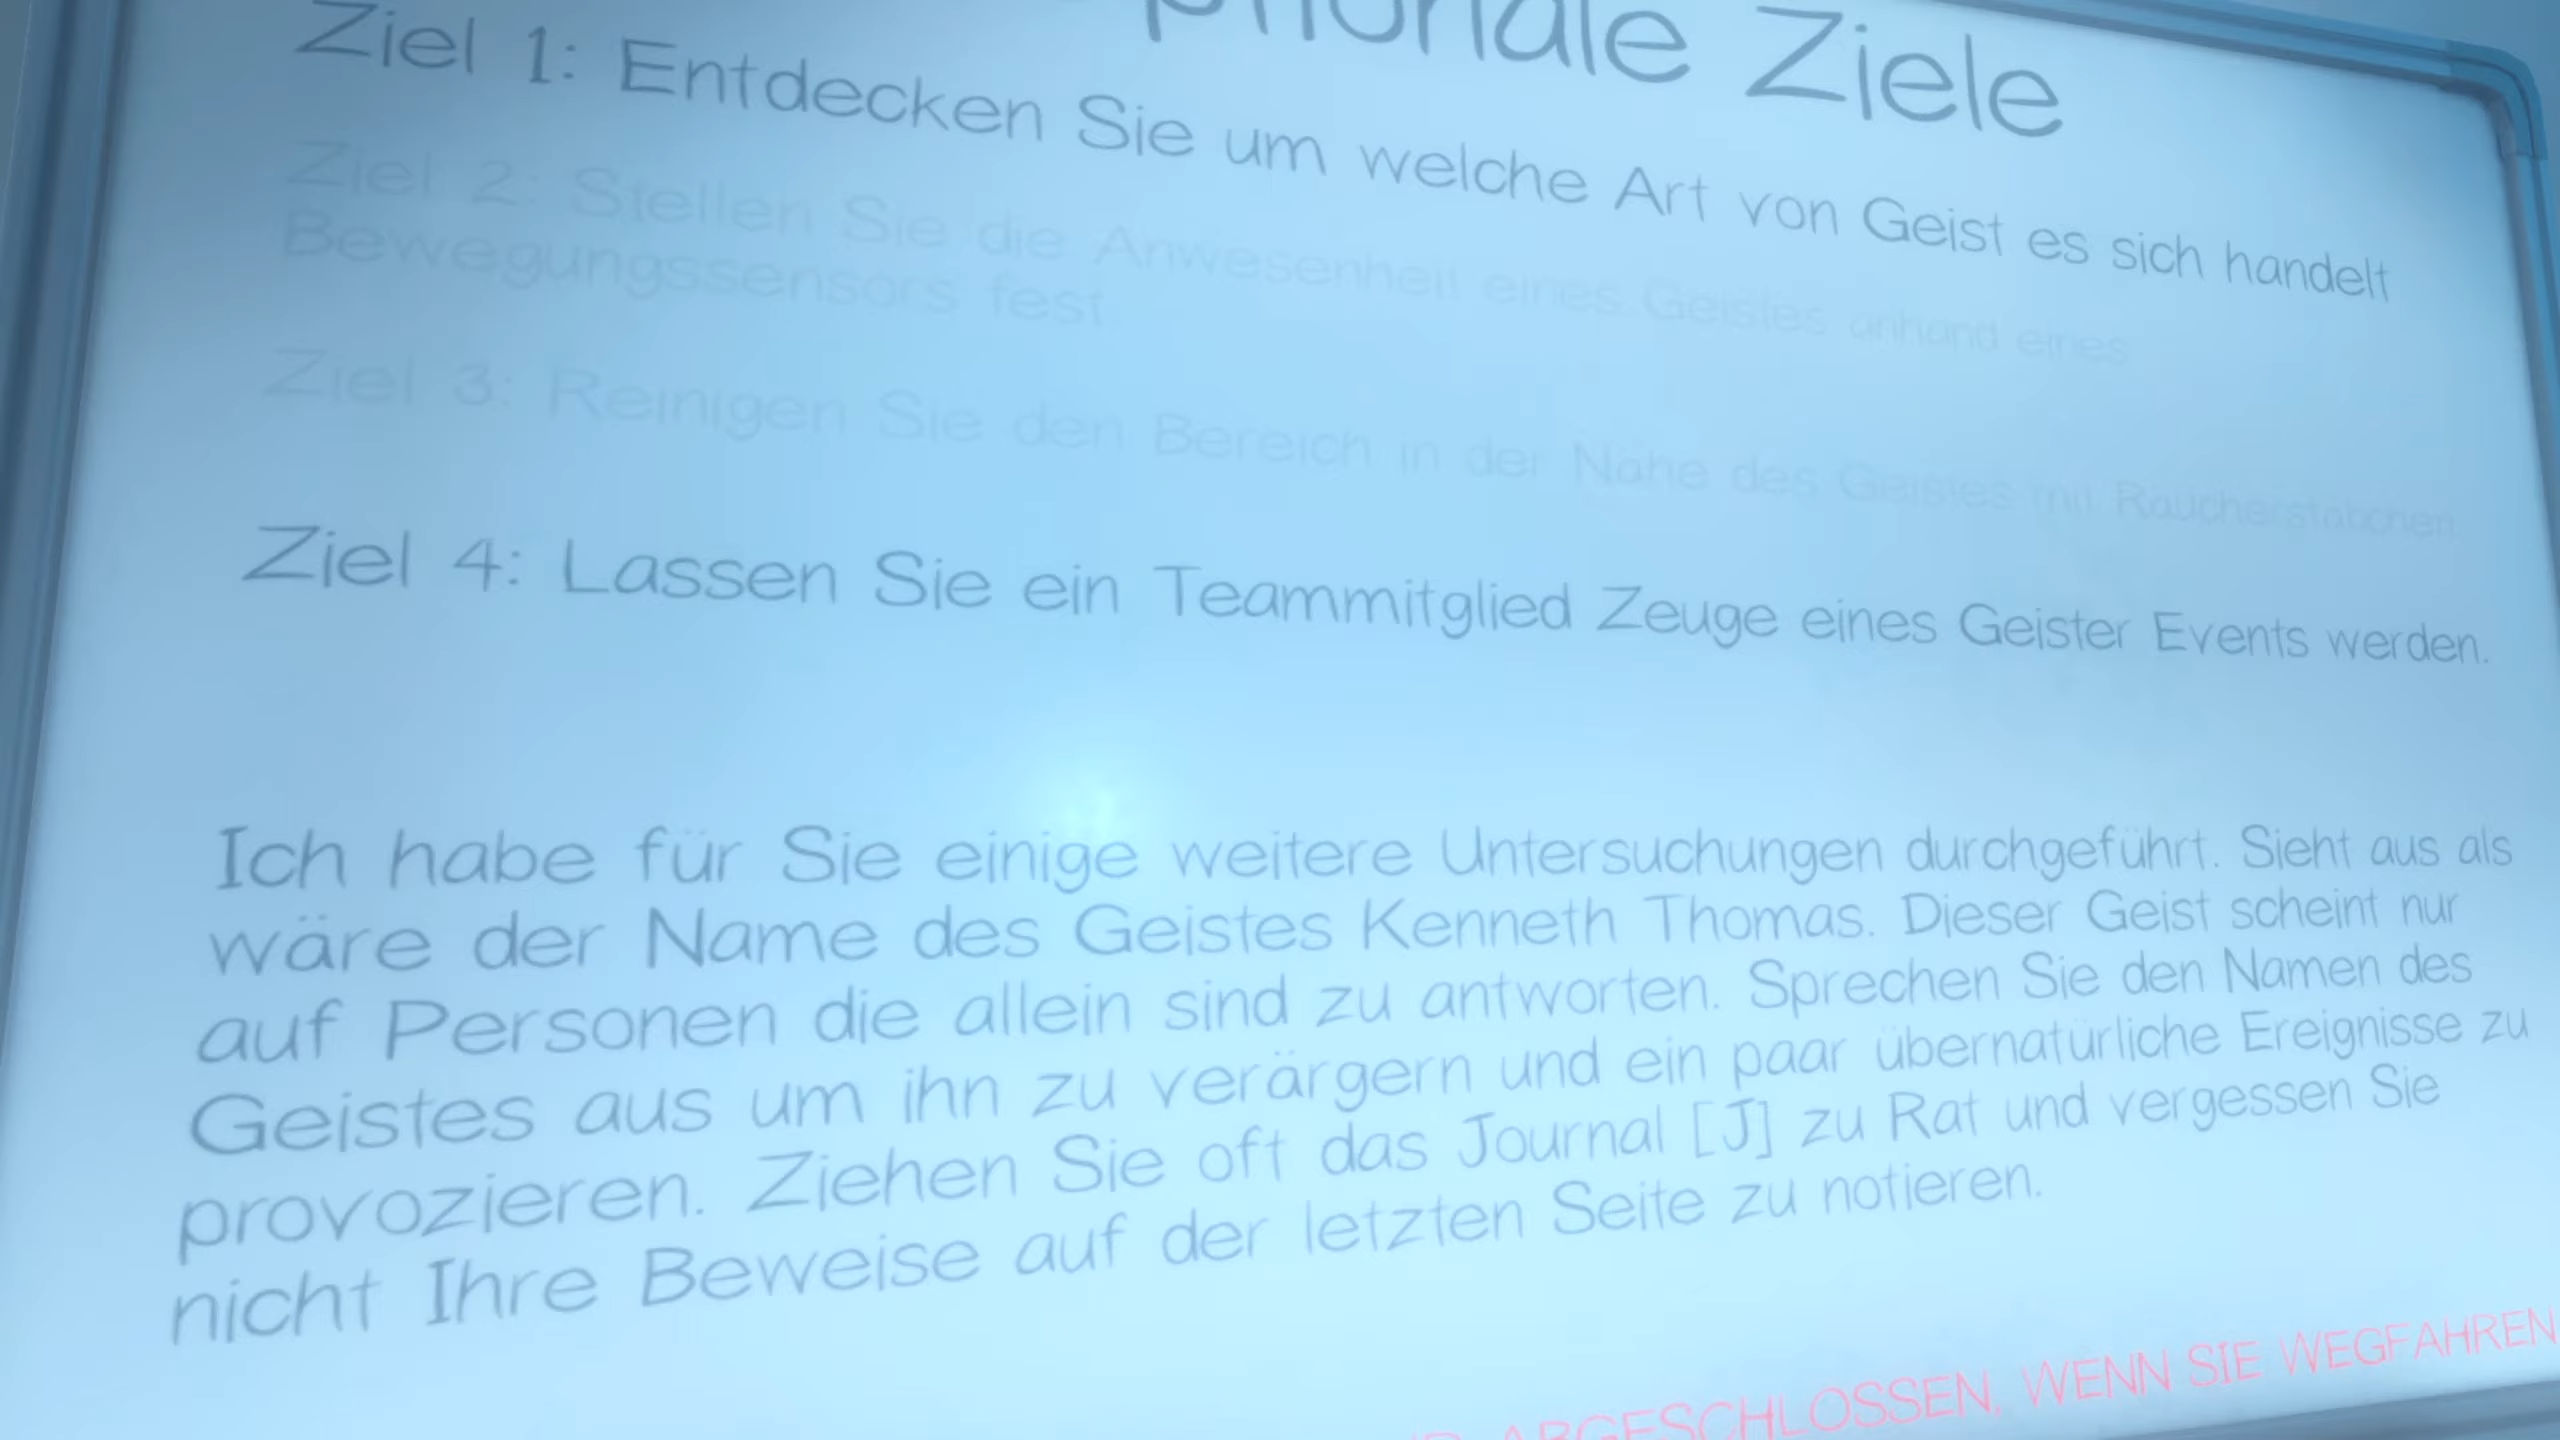 Ziele
Ziel 1: Entdecken Sie um welche Art von Geist es sich handelt
Ziel 2: Stellen Sie die Anwesenheit eines Geistes anhand eines
Bewegungssensors fest
Ziel 3: Reinigen Sie den Bereich in der Nähe des Geistes mit Räucherstäbchen
Ziel 4: Lassen Sie ein Teammitglied Zeuge eines Geister Events werden.
Ich habe für Sie einige weitere Untersuchungen durchgeführt. Sieht aus als
wäre der Name des Geistes Kenneth Thomas. Dieser Geist scheint nur
auf Personen die allein sind zu antworten. Sprechen Sie den Namen des
Geistes aus um ihn zu verärgern und ein paar übernatürliche Ereignisse zu
provozieren. Ziehen Sie oft das Journal [J] zu Rat und vergessen Sie
nicht Ihre Beweise auf der letzten Seite zu notieren.
ABGESCHLOSSEN, WENN SIE WEGFAHREN